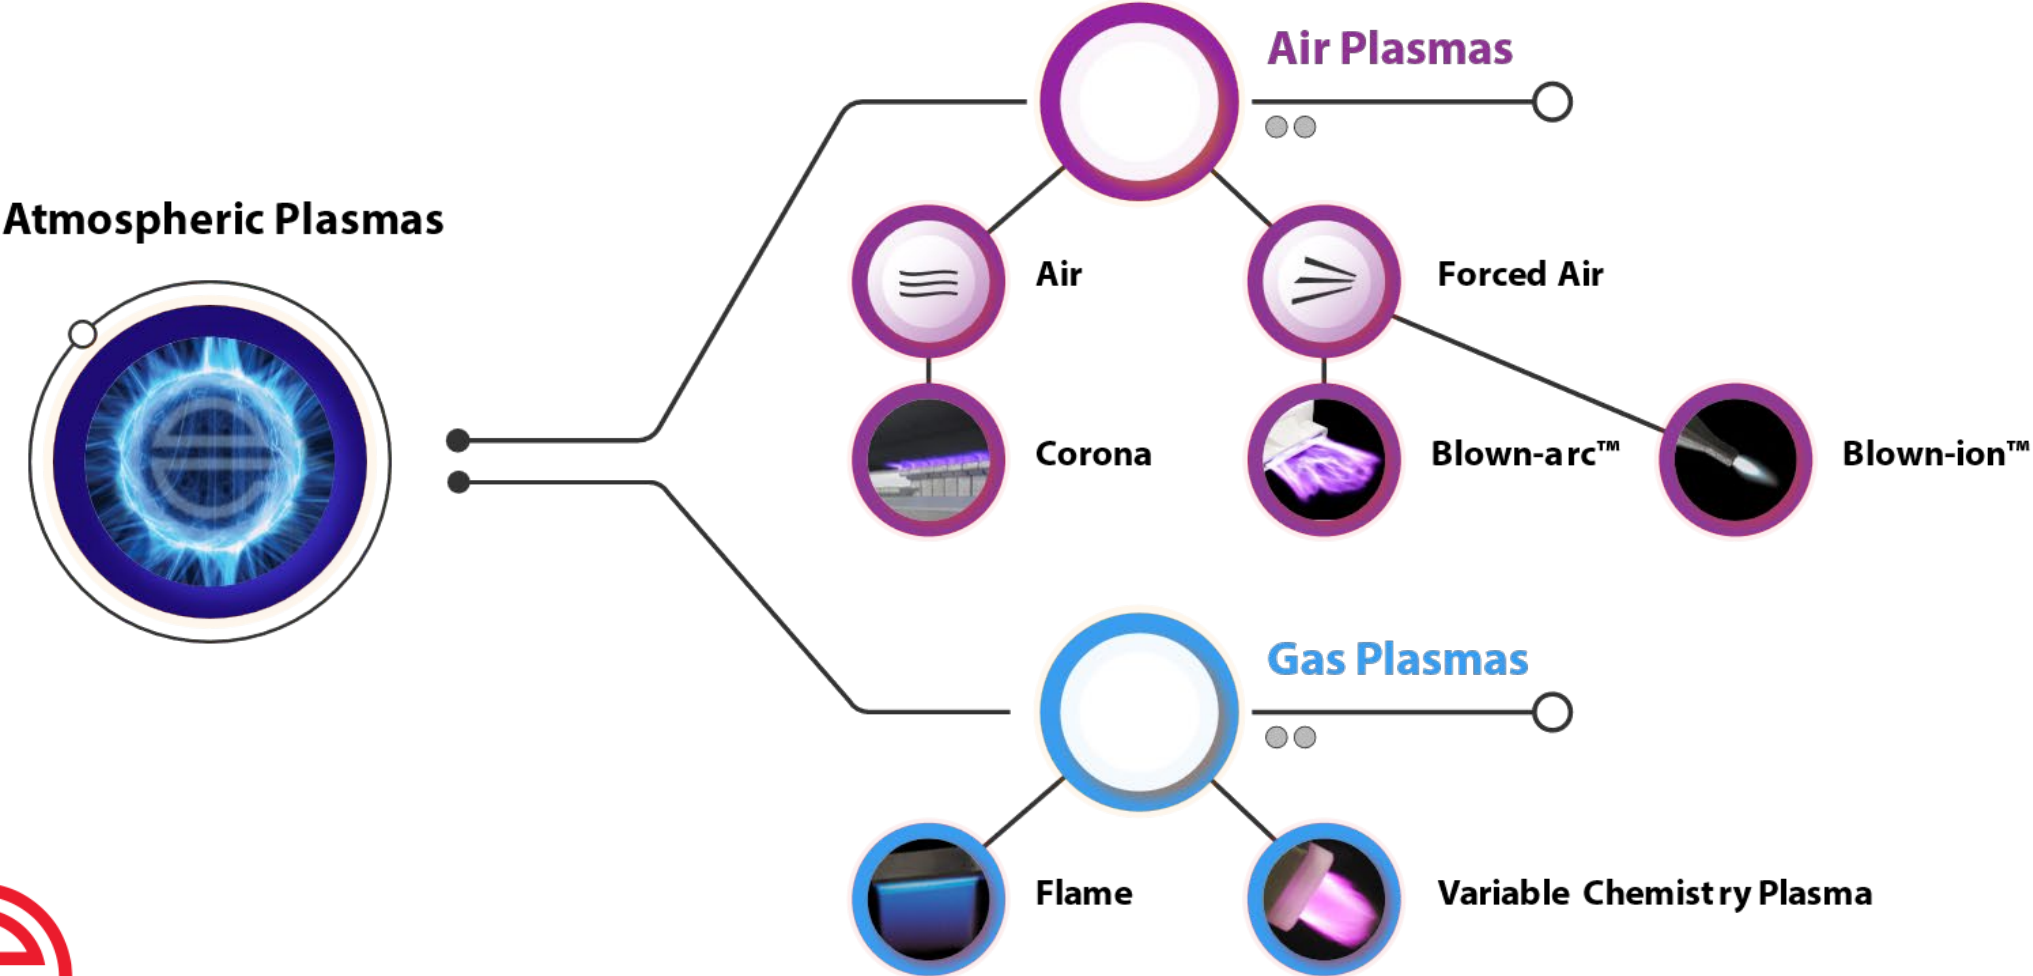 Air Plasmas
Atmospheric Plasmas
Air
Forced Air
Corona
Blown-arc™
Blown-ion™
Gas Plasmas
Flame
Variable Chemistry Plasma